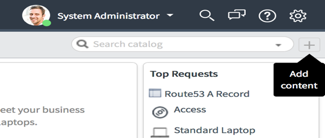 System Administrator
Search catalog
Add
content
Top Requests
Route53 A Record
eet your business
Access
aptops.
Standard Laptop